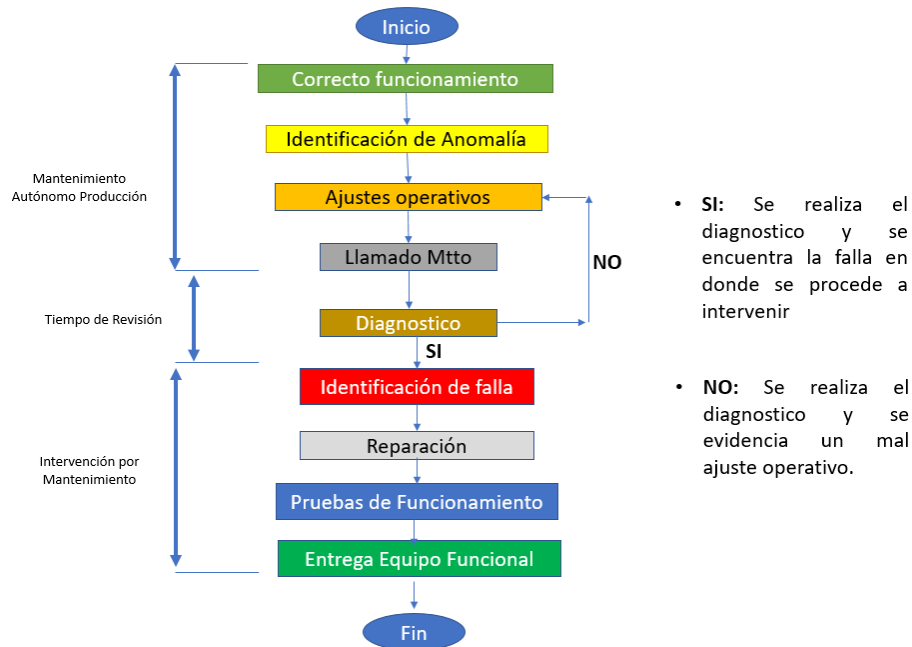 Inicio
Correcto funcionamiento
Identificación de Anomalía
Mantenimiento
Autónomo Producción
Ajustes operativos
Llamado Mtto
NO
Tiempo de Revisión
Diagnostico
SI
Identificación de falla
Reparación
Intervención por
Mantenimiento
Pruebas de Funcionamiento
Entrega Equipo Funcional
Fin
• SI: Se realiza el
diagnostico y se
encuentra la falla en
donde se procede a
intervenir
• NO: Se realiza el
diagnostico y se
evidencia un mal
ajuste operativo.